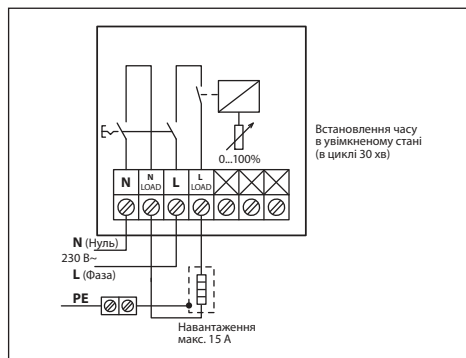 Встановлення часу
в увімкненому стані
(в циклі 30 хв)
0...100%
N
N
LOAD
L
L
LOAD
N (Нуль)
230 В~
L (Фаза)
PE
Навантаження
макс. 15 А